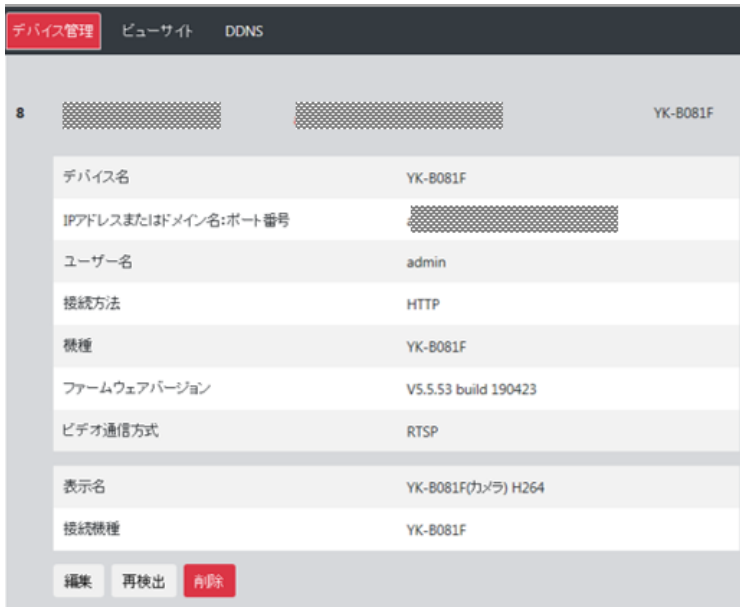 デバイス管理 ビューサイト DDNS
8 YK-B081F
デバイス名 YK-B081F
IPアドレスまたはドメイン名:ポート番号
ユーザー名 admin
接続方法 HTTP
機種 YK-B081F
ファームウェアバージョン V5.5.53 build 190423
ビデオ通信方式 RTSP
表示名 YK-B081F(カメラ) H264
接続機種 YK-B081F
編集 再検出 削除